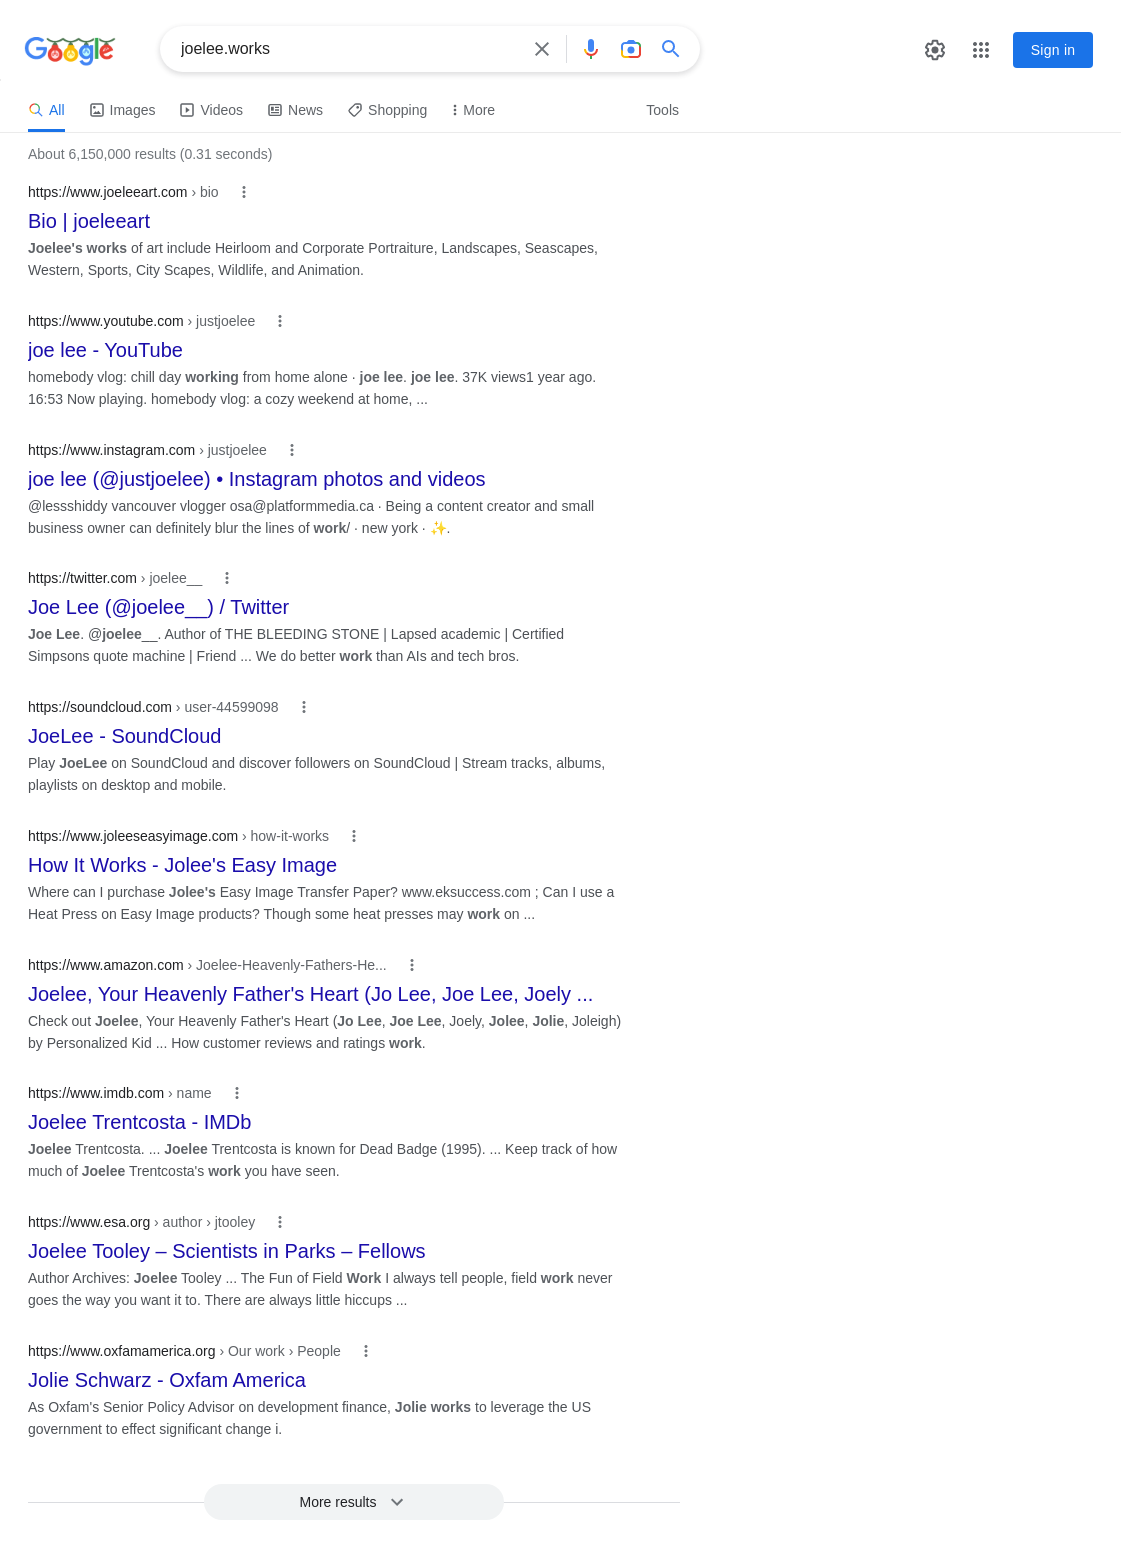 Google
joelee.works
Sign in
All
Images
Videos
News
Shopping
More
Tools
About 6,150,000 results (0.31 seconds)
https://www.joeleeart.com › bio
Bio | joeleeart
Joelee's works of art include Heirloom and Corporate Portraiture, Landscapes, Seascapes,
Western, Sports, City Scapes, Wildlife, and Animation.
https://www.youtube.com › justjoelee
joe lee - YouTube
homebody vlog: chill day working from home alone · joe lee. joe lee. 37K views1 year ago.
16:53 Now playing. homebody vlog: a cozy weekend at home, ...
https://www.instagram.com › justjoelee
joe lee (@justjoelee) • Instagram photos and videos
@lessshiddy vancouver vlogger osa@platformmedia.ca · Being a content creator and small
business owner can definitely blur the lines of work/ · new york · ✨.
https://twitter.com › joelee__
Joe Lee (@joelee__) / Twitter
Joe Lee. @joelee__. Author of THE BLEEDING STONE | Lapsed academic | Certified
Simpsons quote machine | Friend ... We do better work than AIs and tech bros.
https://soundcloud.com › user-44599098
JoeLee - SoundCloud
Play JoeLee on SoundCloud and discover followers on SoundCloud | Stream tracks, albums,
playlists on desktop and mobile.
https://www.joleeseasyimage.com › how-it-works
How It Works - Jolee's Easy Image
Where can I purchase Jolee's Easy Image Transfer Paper? www.eksuccess.com ; Can I use a
Heat Press on Easy Image products? Though some heat presses may work on ...
https://www.amazon.com › Joelee-Heavenly-Fathers-He...
Joelee, Your Heavenly Father's Heart (Jo Lee, Joe Lee, Joely ...
Check out Joelee, Your Heavenly Father's Heart (Jo Lee, Joe Lee, Joely, Jolee, Jolie, Joleigh)
by Personalized Kid ... How customer reviews and ratings work.
https://www.imdb.com › name
Joelee Trentcosta - IMDb
Joelee Trentcosta. ... Joelee Trentcosta is known for Dead Badge (1995). ... Keep track of how
much of Joelee Trentcosta's work you have seen.
https://www.esa.org › author › jtooley
Joelee Tooley – Scientists in Parks – Fellows
Author Archives: Joelee Tooley ... The Fun of Field Work I always tell people, field work never
goes the way you want it to. There are always little hiccups ...
https://www.oxfamamerica.org › Our work › People
Jolie Schwarz - Oxfam America
As Oxfam's Senior Policy Advisor on development finance, Jolie works to leverage the US
government to effect significant change i.
More results